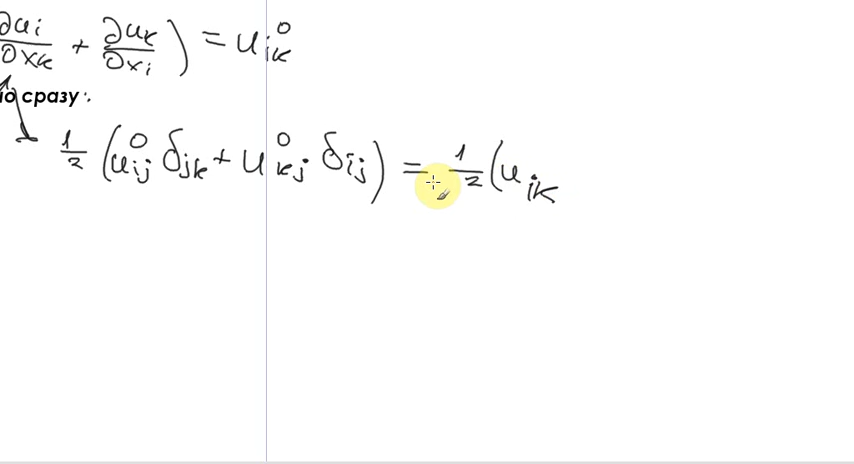 ∂uᵢ/∂xₖ + ∂uₖ/∂xᵢ ) = u⁰ᵢₖ
о сразу:
1/2 (u⁰ᵢⱼ δⱼₖ + u⁰ₖⱼ δᵢⱼ) = 1/2 (uᵢₖ